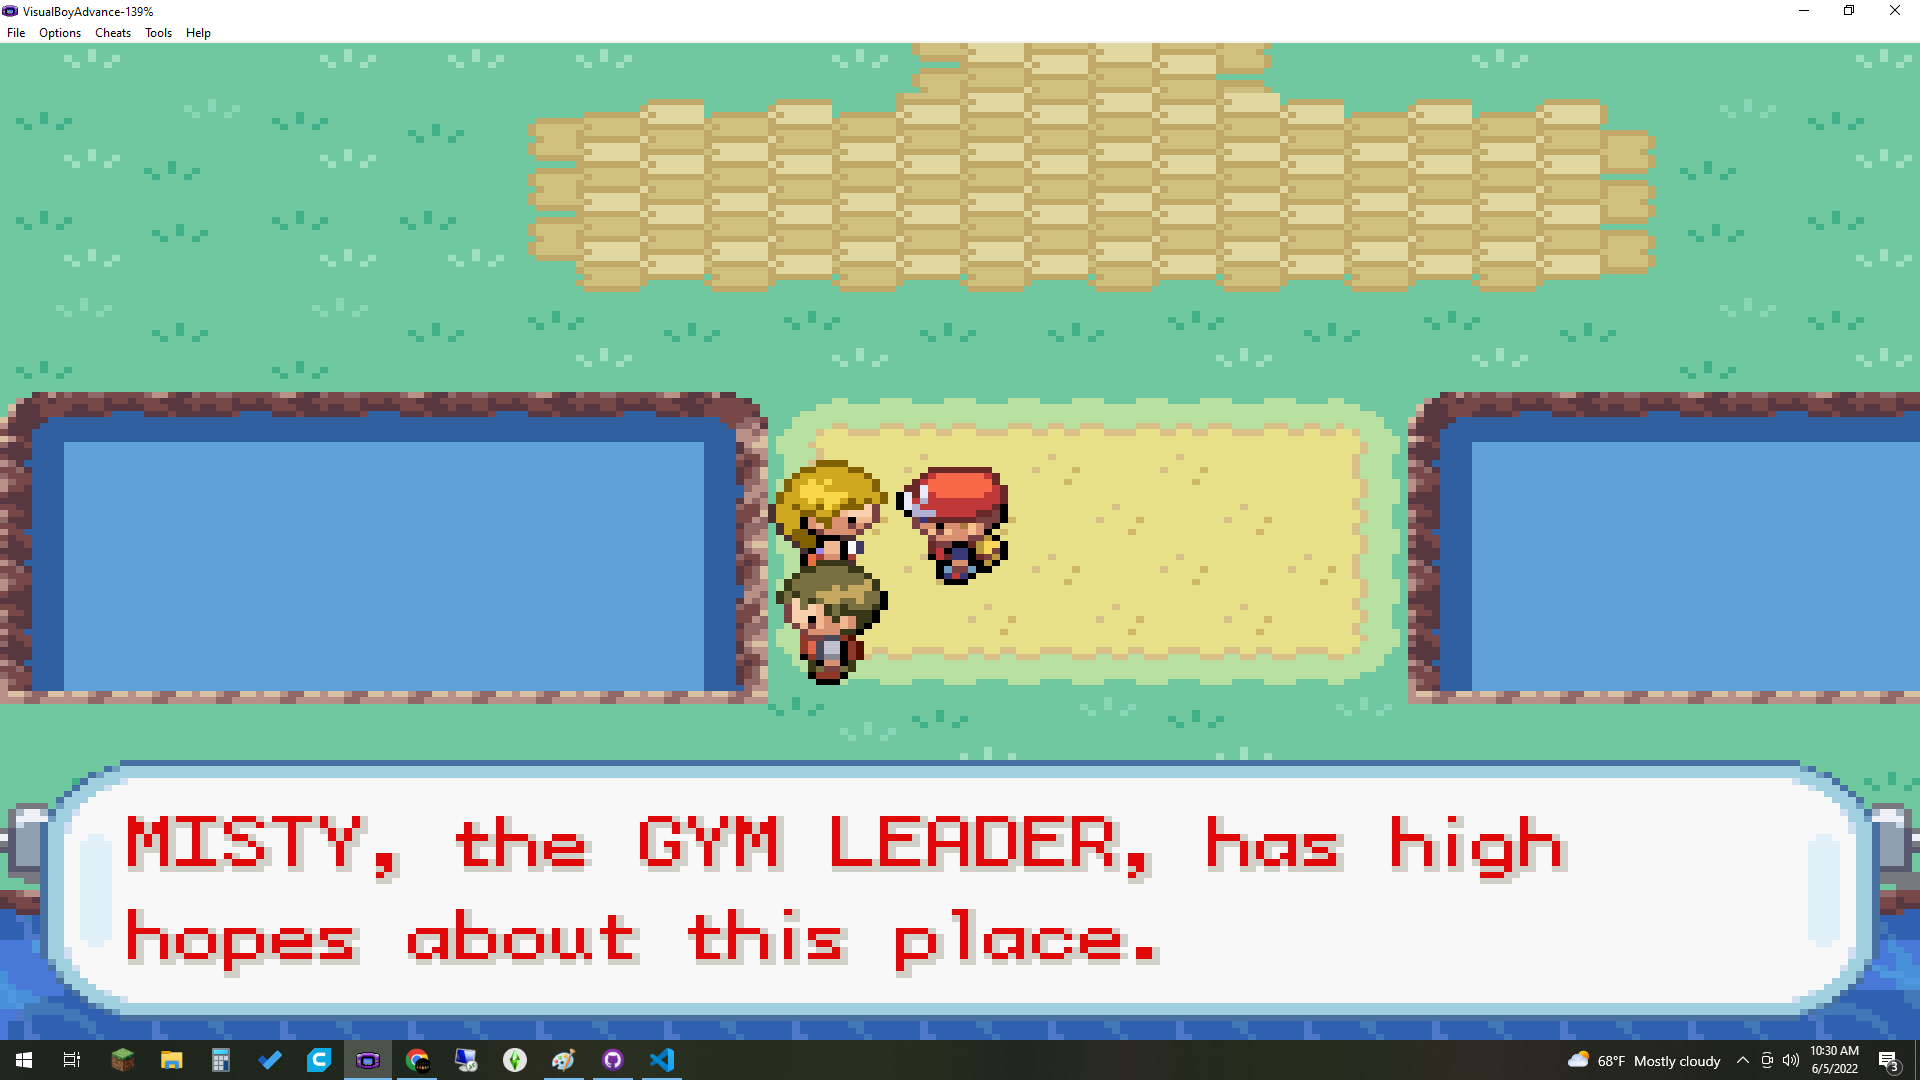 VisualBoyAdvance-139%
File Options Cheats Tools Help
MISTY, the GYM LEADER, has high
hopes about this place.
68°F Mostly cloudy
10:30 AM
6/5/2022
3